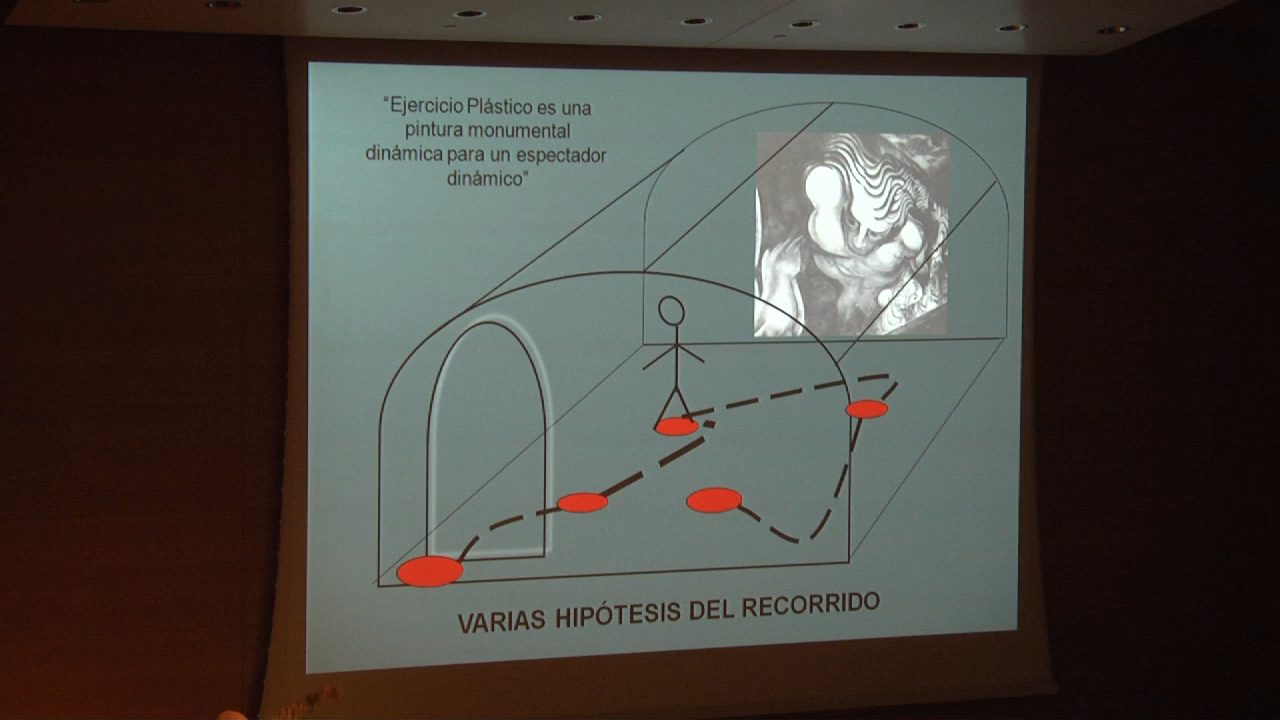 “Ejercicio Plástico es una
pintura monumental
dinámica para un espectador
dinámico”
VARIAS HIPÓTESIS DEL RECORRIDO